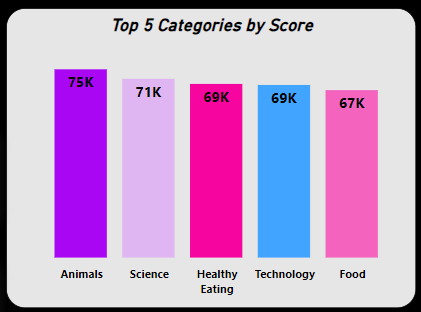 Top 5 Categories by Score
75K
71K
69K
69K
67K
Animals
Science
Healthy
Eating
Technology
Food